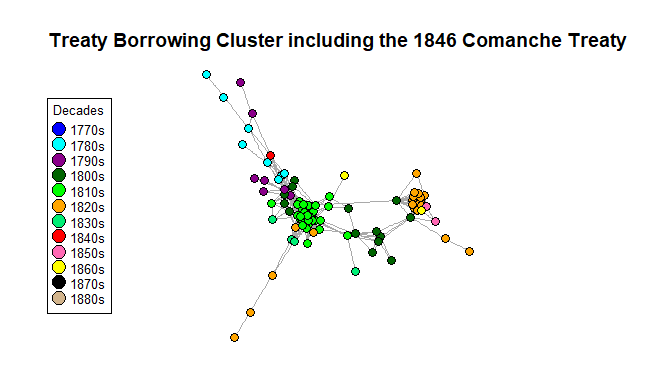 Treaty Borrowing Cluster including the 1846 Comanche Treaty
Decades
1770s
1780s
1790s
1800s
1810s
1820s
1830s
1840s
1850s
1860s
1870s
1880s